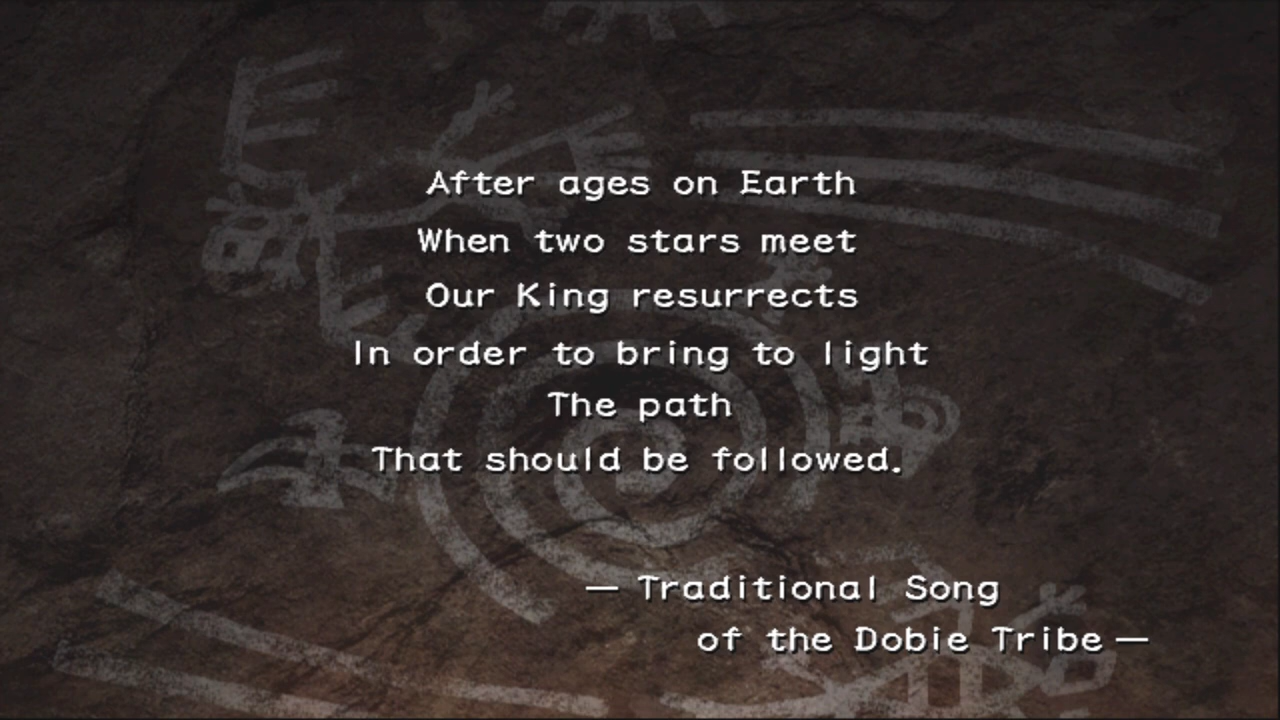 After ages on Earth
When two stars meet
Our King resurrects
In order to bring to light
The path
That should be followed.
— Traditional Song
of the Dobie Tribe —